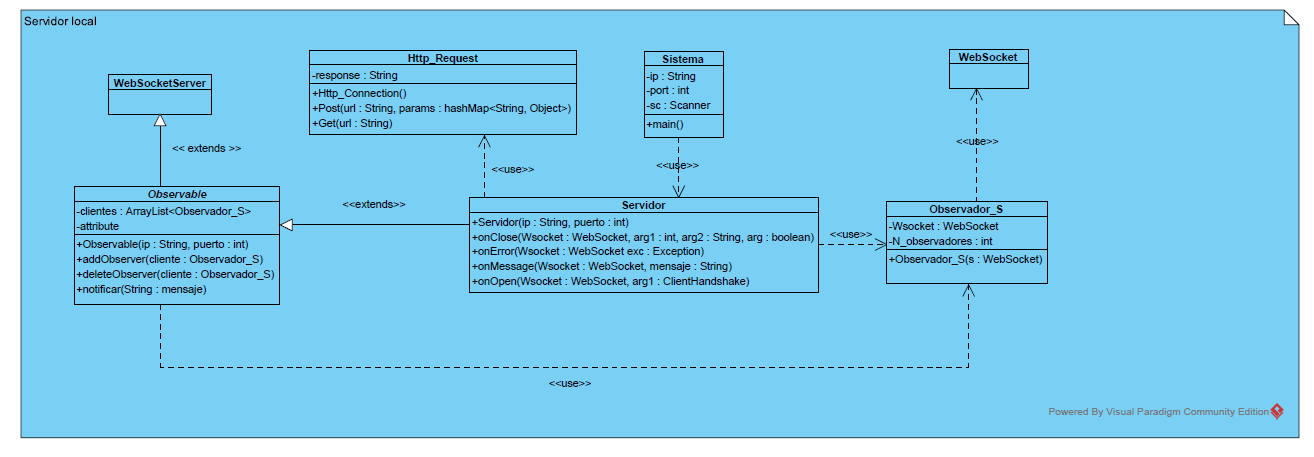 Servidor local
WebSocketServer
Http_Request
-response : String
+Http_Connection()
+Post(url : String, params : hashMap<String, Object>)
+Get(url : String)
Sistema
-ip : String
-port : int
-sc : Scanner
+main()
WebSocket
<< extends >>
<<use>>
<<use>>
<<use>>
Observable
-clientes : ArrayList<Observador_S>
-attribute
+Observable(ip : String, puerto : int)
+addObserver(cliente : Observador_S)
+deleteObserver(cliente : Observador_S)
+notificar(String : mensaje)
<<extends>>
Servidor
+Servidor(ip : String, puerto : int)
+onClose(Wsocket : WebSocket, arg1 : int, arg2 : String, arg : boolean)
+onError(Wsocket : WebSocket exc : Exception)
+onMessage(Wsocket : WebSocket, mensaje : String)
+onOpen(Wsocket : WebSocket, arg1 : ClientHandshake)
<<use>>
Observador_S
-Wsocket : WebSocket
-N_observadores : int
+Observador_S(s : WebSocket)
<<use>>
Powered By Visual Paradigm Community Edition